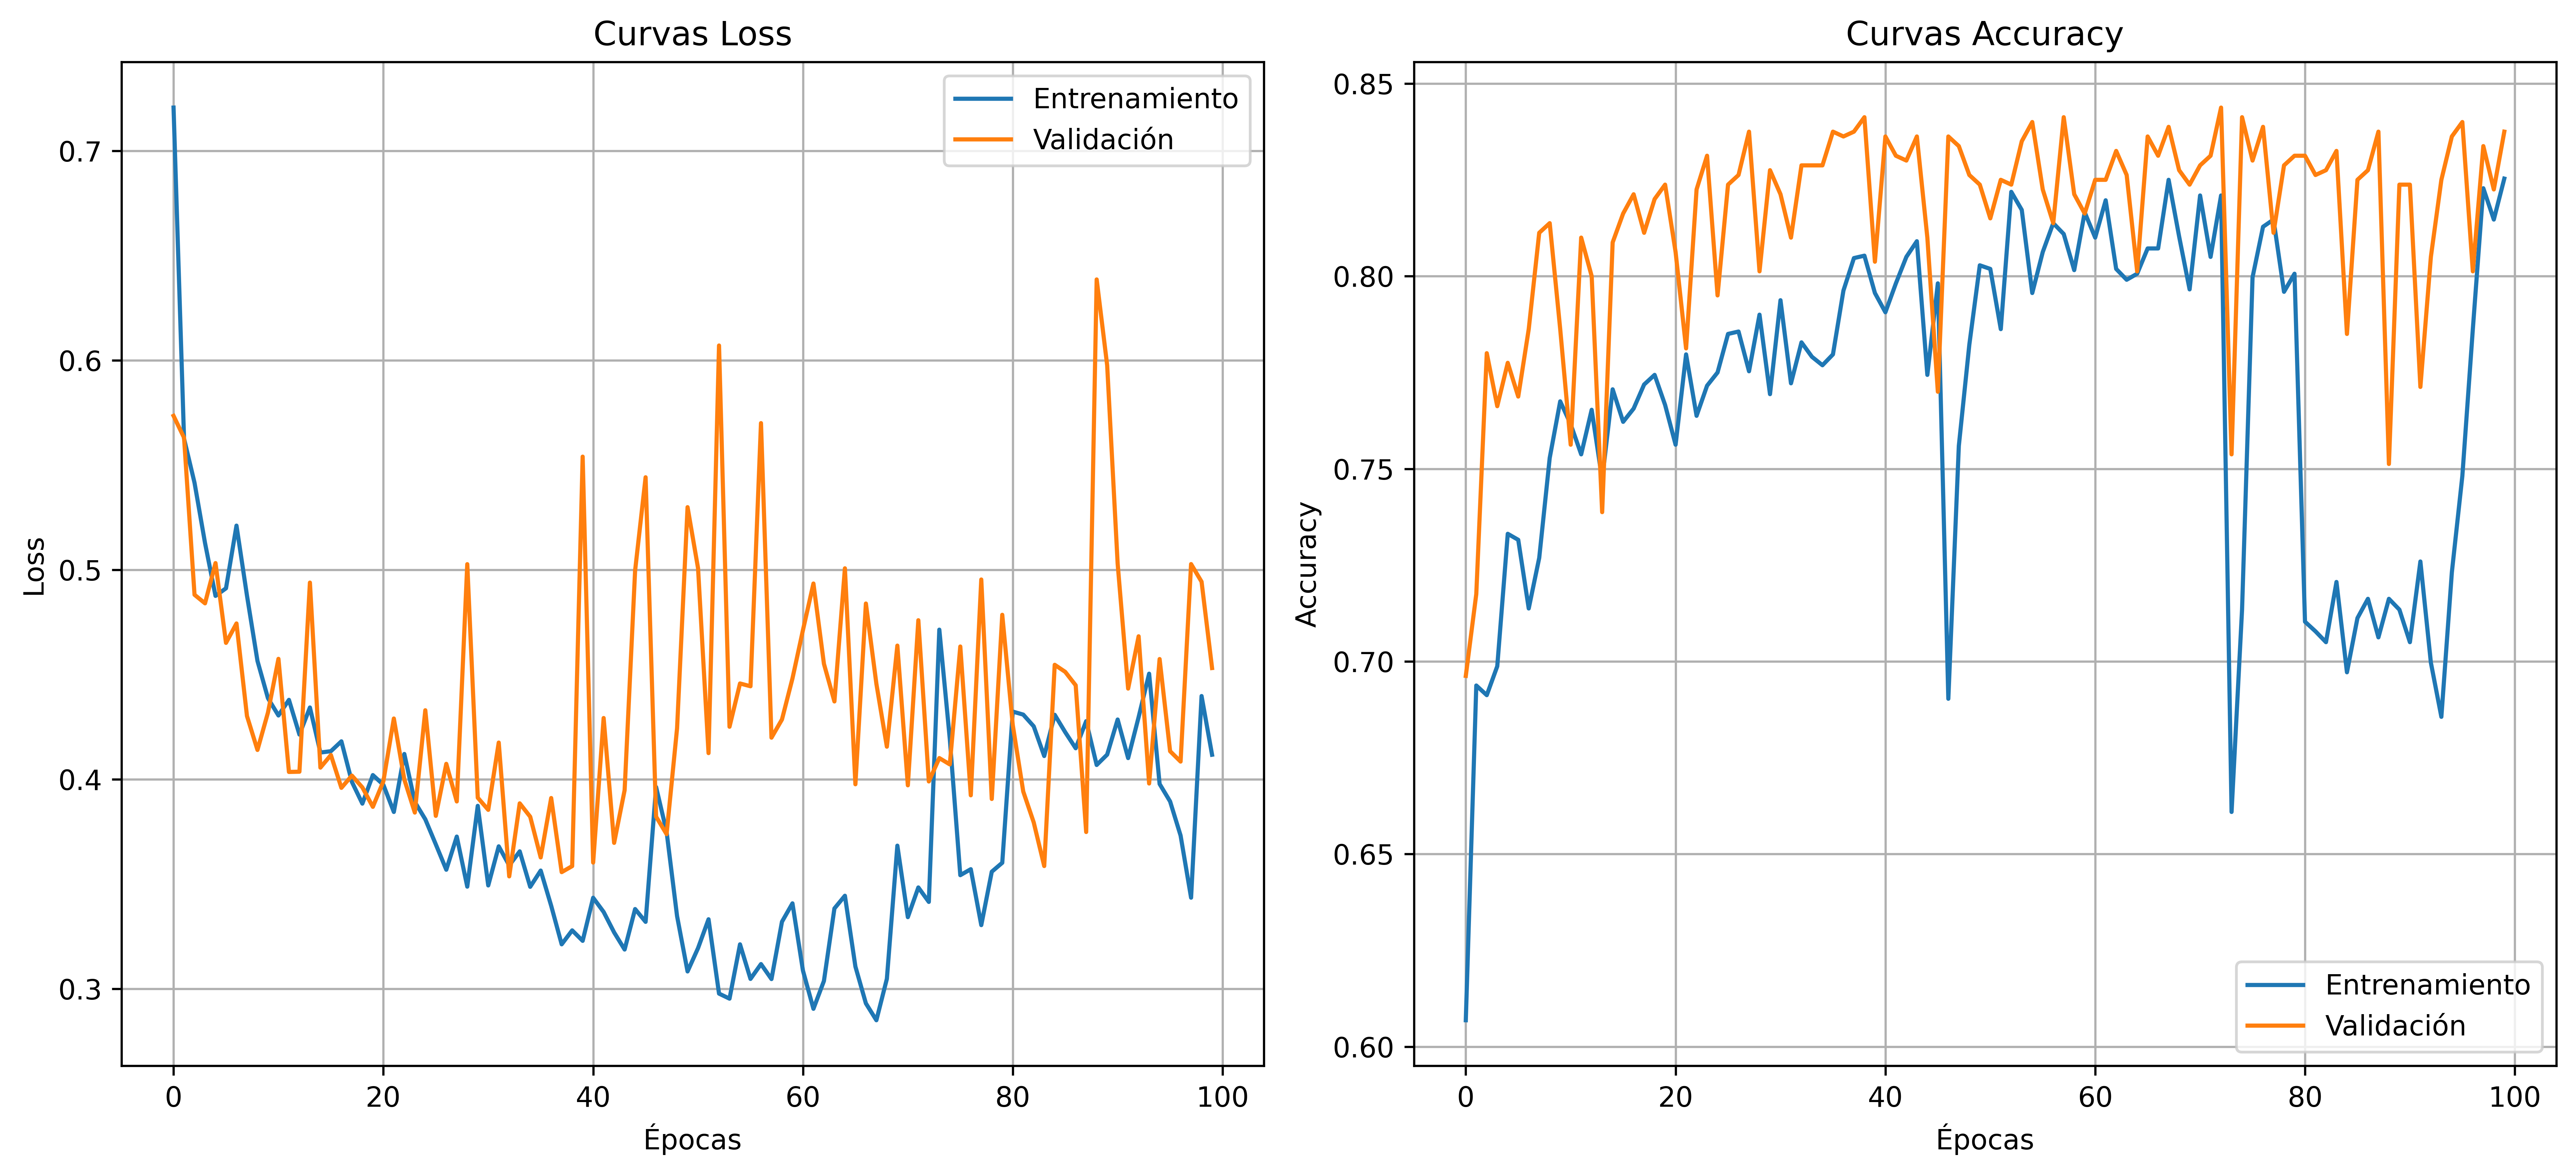 Curvas Loss
Loss
0.7
0.6
0.5
0.4
0.3
0 20 40 60 80 100
Épocas
Entrenamiento
Validación
Curvas Accuracy
Accuracy
0.85
0.80
0.75
0.70
0.65
0.60
0 20 40 60 80 100
Épocas
Entrenamiento
Validación